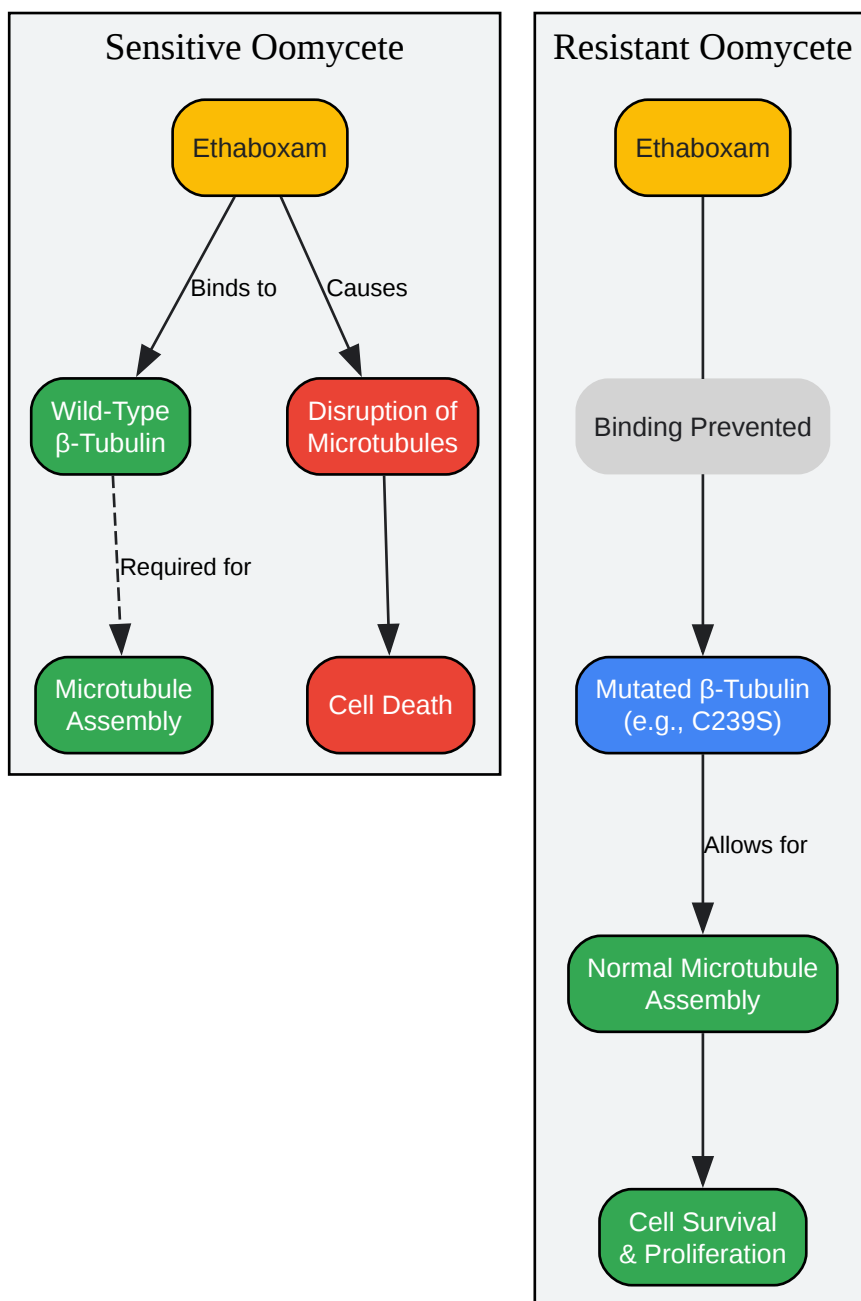 Sensitive Oomycete
Ethaboxam
Binds to
Causes
Wild-Type
β-Tubulin
Disruption of
Microtubules
Required for
Microtubule
Assembly
Cell Death
Resistant Oomycete
Ethaboxam
Binding Prevented
Mutated β-Tubulin
(e.g., C239S)
Allows for
Normal Microtubule
Assembly
Cell Survival
& Proliferation